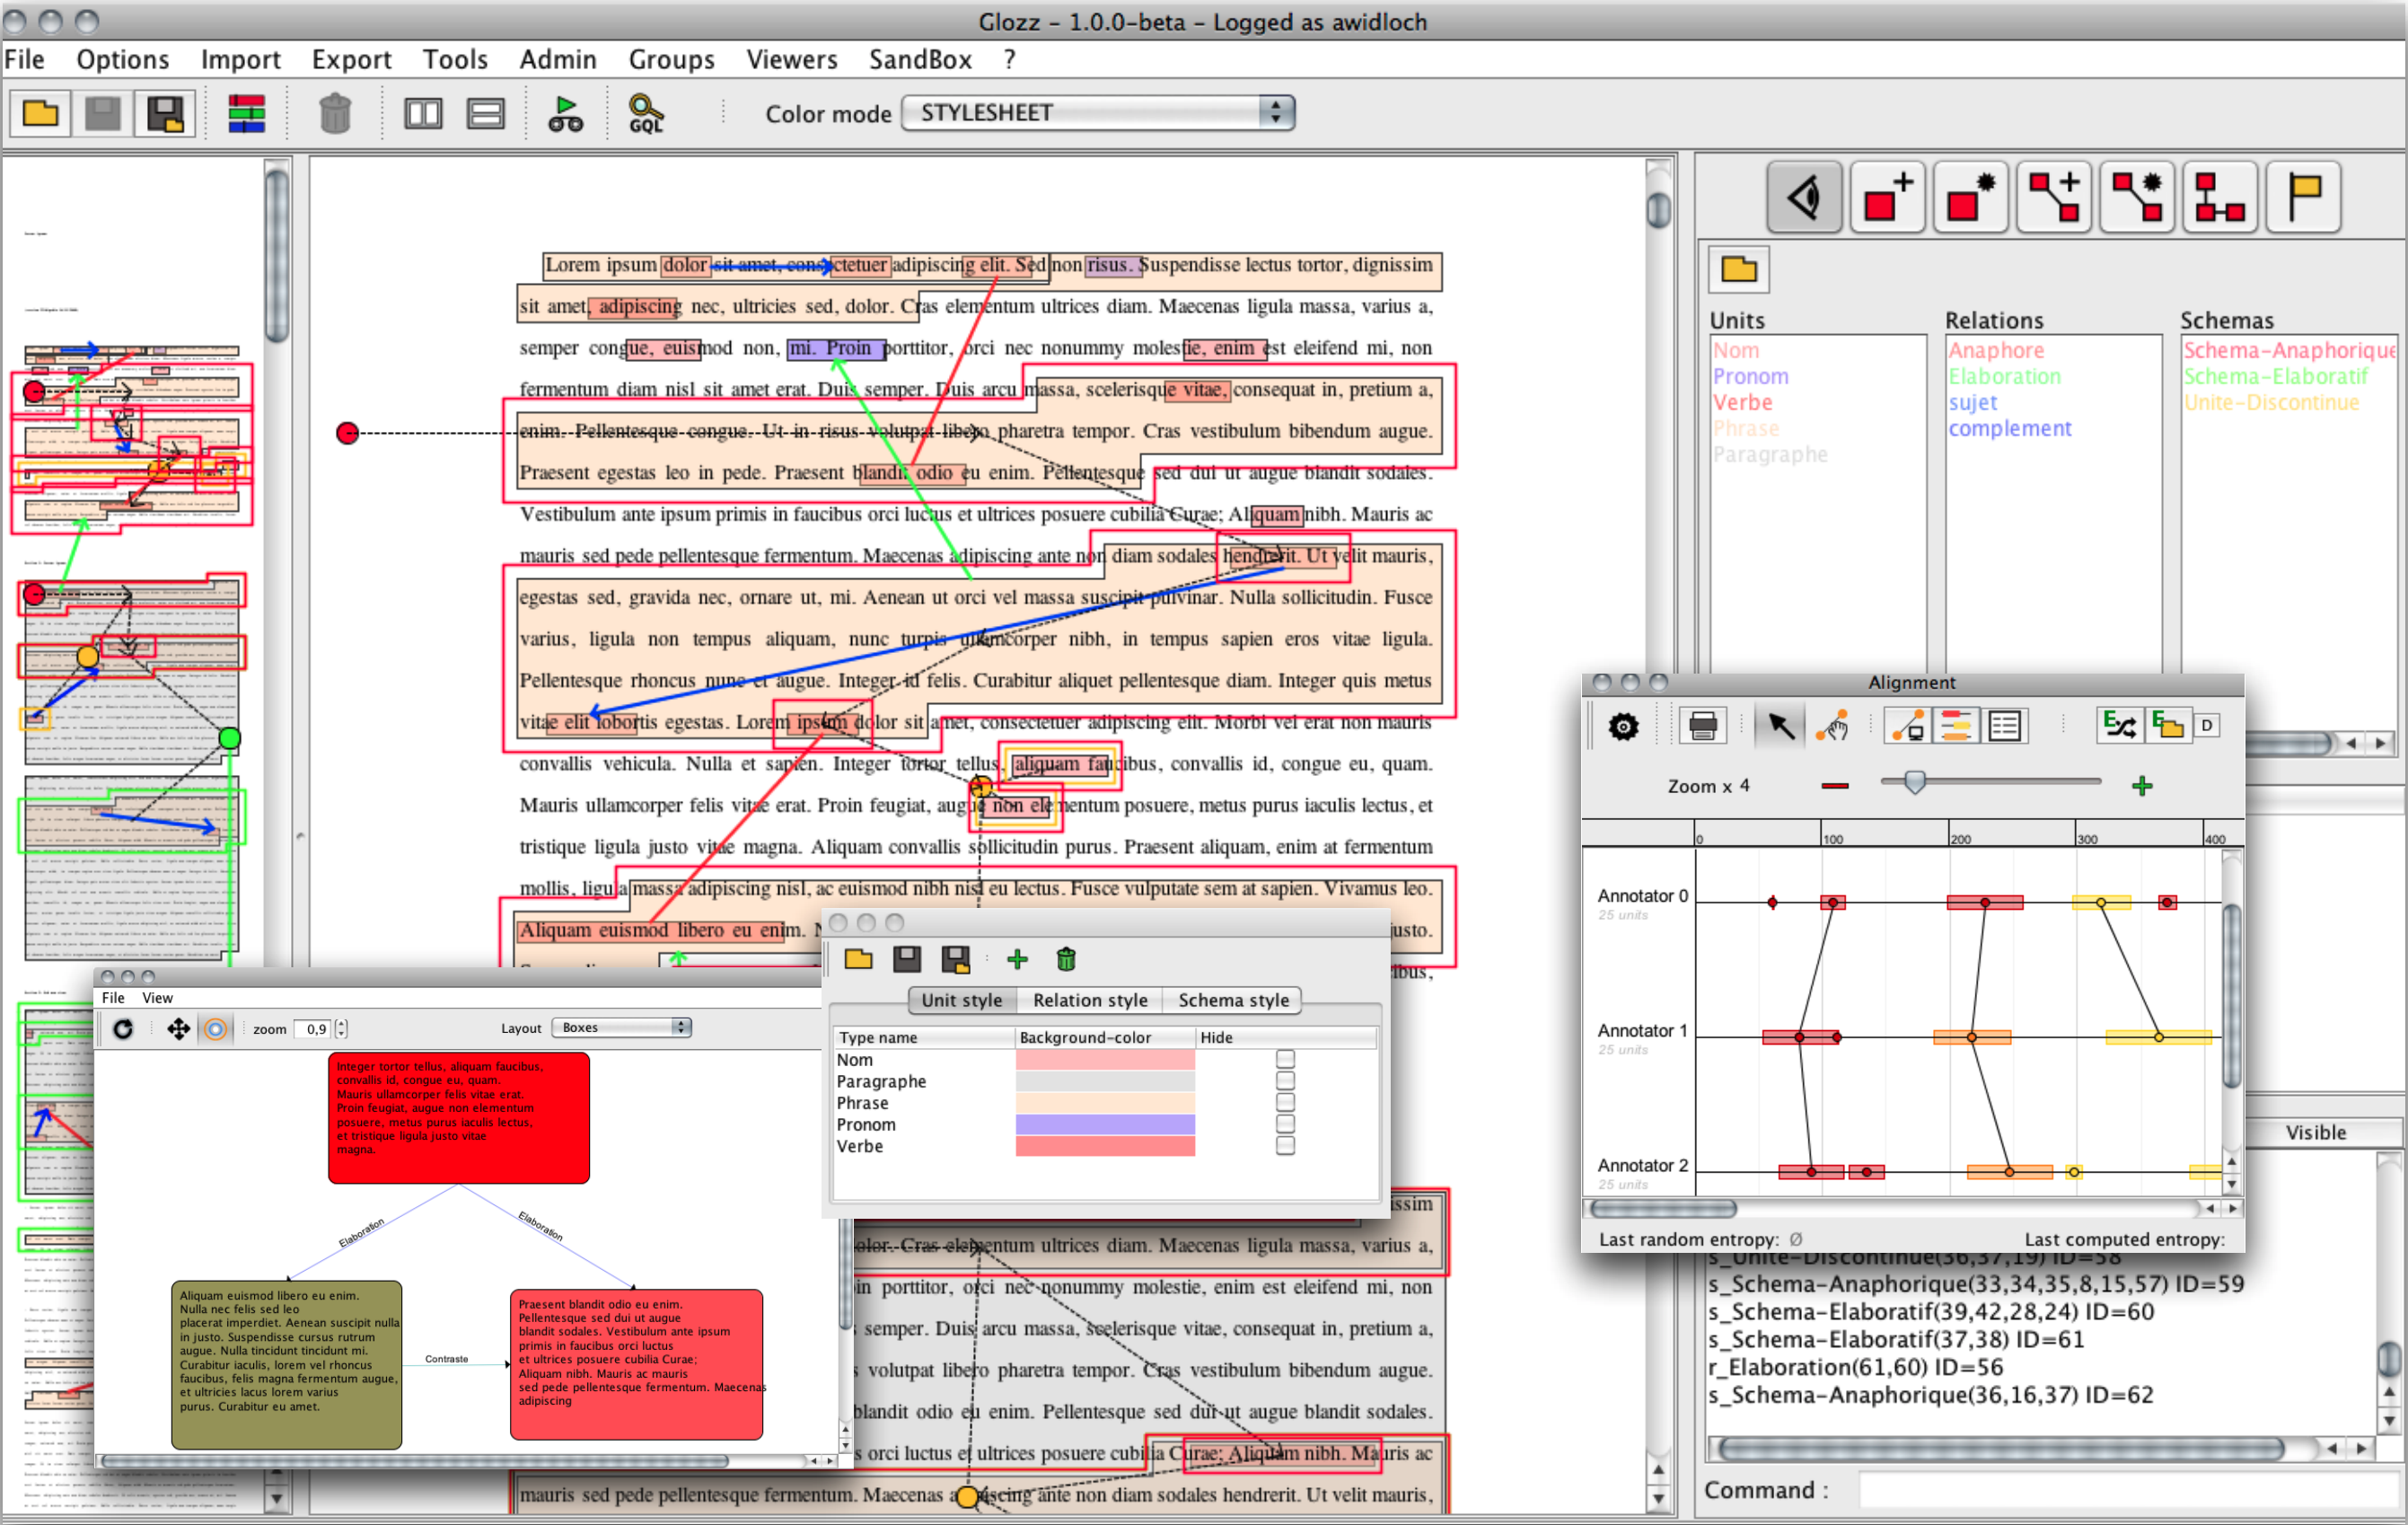 Glozz - 1.0.0-beta - Logged as awidloch
File Options Import Export Tools Admin Groups Viewers SandBox ?
GQL
Color mode STYLESHEET
Lorem ipsum dolor sit amet, consectetuer adipiscing elit. Sed non risus. Suspendisse lectus tortor, dignissim
sit amet, adipiscing nec, ultricies sed, dolor. Cras elementum ultrices diam. Maecenas ligula massa, varius a,
semper congue, euismod non, mi. Proin porttitor, orci nec nonummy molestie, enim est eleifend mi, non
fermentum diam nisl sit amet erat. Duis semper. Duis arcu massa, scelerisque vitae, consequat in, pretium a,
enim. Pellentesque congue. Ut in risus volutpat libero pharetra tempor. Cras vestibulum bibendum augue.
Praesent egestas leo in pede. Praesent blandit odio eu enim. Pellentesque sed dui ut augue blandit sodales.
Vestibulum ante ipsum primis in faucibus orci luctus et ultrices posuere cubilia Curae; Aliquam nibh. Mauris ac
mauris sed pede pellentesque fermentum. Maecenas adipiscing ante non diam sodales hendrerit. Ut velit mauris,
egestas sed, gravida nec, ornare ut, mi. Aenean ut orci vel massa suscipit pulvinar. Nulla sollicitudin. Fusce
varius, ligula non tempus aliquam, nunc turpis ullamcorper nibh, in tempus sapien eros vitae ligula.
Pellentesque rhoncus nunc et augue. Integer id felis. Curabitur aliquet pellentesque diam. Integer quis metus
vitae elit lobortis egestas. Lorem ipsum dolor sit amet, consectetuer adipiscing elit. Morbi vel erat non mauris
convallis vehicula. Nulla et sapien. Integer tortor tellus, aliquam faucibus, convallis id, congue eu, quam.
Mauris ullamcorper felis vitae erat. Proin feugiat, augue non elementum posuere, metus purus iaculis lectus, et
tristique ligula justo vitae magna. Aliquam convallis sollicitudin purus. Praesent aliquam, enim at fermentum
mollis, ligula massa adipiscing nisl, ac euismod nibh nisl eu lectus. Fusce vulputate sem at sapien. Vivamus leo.
Aliquam euismod libero eu enim. justo.
Units Relations Schemas
Nom Anaphore Schema-Anaphorique
Pronom Elaboration Schema-Elaboratif
Verbe sujet Unite-Discontinue
Phrase complement
Paragraphe
Alignment
E E D
Zoom x 4
0 100 200 300 400
Annotator 0
25 units
Annotator 1
25 units
Annotator 2
25 units
Last random entropy: Ø Last computed entropy:
Visible
Unit style Relation style Schema style
Type name Background-color Hide
Nom
Paragraphe
Phrase
Pronom
Verbe
File View
zoom 0,9 Layout Boxes
Integer tortor tellus, aliquam faucibus,
convallis id, congue eu, quam.
Mauris ullamcorper felis vitae erat.
Proin feugiat, augue non elementum
posuere, metus purus iaculis lectus,
et tristique ligula justo vitae
magna.
Elaboration Elaboration
Aliquam euismod libero eu enim.
Nulla nec felis sed leo
placerat imperdiet. Aenean suscipit nulla
in justo. Suspendisse cursus rutrum
augue. Nulla tincidunt tincidunt mi.
Curabitur iaculis, lorem vel rhoncus
faucibus, felis magna fermentum augue,
et ultricies lacus lorem varius
purus. Curabitur eu amet.
Contraste
Praesent blandit odio eu enim.
Pellentesque sed dui ut augue
blandit sodales. Vestibulum ante ipsum
primis in faucibus orci luctus
et ultrices posuere cubilia Curae;
Aliquam nibh. Mauris ac mauris
sed pede pellentesque fermentum. Maecenas
adipiscing
issim
olor. Cras elementum ultrices diam. Maecenas ligula massa, varius a,
in porttitor, orci nec nonummy molestie, enim est eleifend mi, non
semper. Duis arcu massa, scelerisque vitae, consequat in, pretium a,
volutpat libero pharetra tempor. Cras vestibulum bibendum augue.
blandit odio eu enim. Pellentesque sed dui ut augue blandit sodales.
s orci luctus et ultrices posuere cubilia Curae; Aliquam nibh. Mauris ac
mauris sed pede pellentesque fermentum. Maecenas adipiscing ante non diam sodales hendrerit. Ut velit mauris,
s_Unite-Discontinue(36,37,19) ID=58
s_Schema-Anaphorique(33,34,35,8,15,57) ID=59
s_Schema-Elaboratif(39,42,28,24) ID=60
s_Schema-Elaboratif(37,38) ID=61
r_Elaboration(61,60) ID=56
s_Schema-Anaphorique(36,16,37) ID=62
Command :